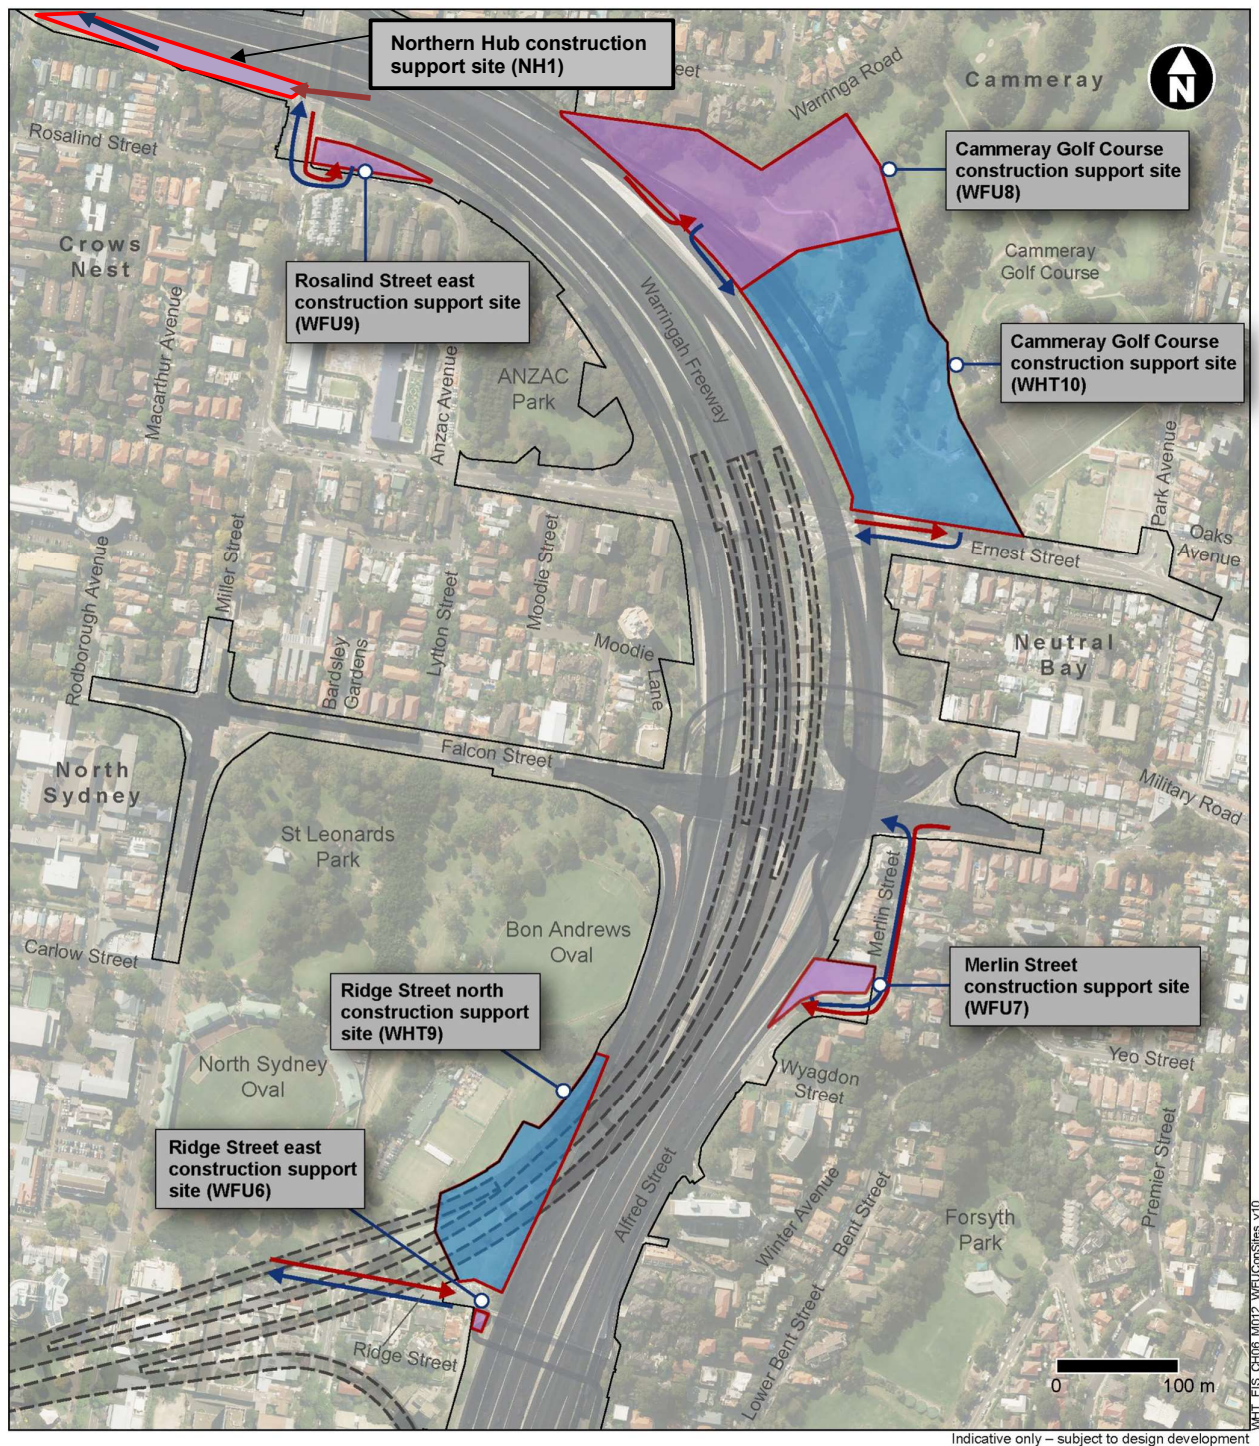 Northern Hub construction
support site (NH1)
Warringa Road
Cammeray
N
Rosalind Street
Cammeray Golf Course
construction support site
(WFU8)
Crows
Nest
Cammeray
Golf Course
Rosalind Street east
construction support site
(WFU9)
Warringah Freeway
Macarthur Avenue
Cammeray Golf Course
construction support site
(WHT10)
ANZAC
Park
Anzac Avenue
Park Avenue
Oaks
Avenue
Ernest Street
Rodborough Avenue
Miller Street
Moodie Street
Lytton Street
Bardsley
Gardens
Moodie
Lane
Neutral
Bay
Falcon Street
North
Sydney
Military Road
St Leonards
Park
Merlin Street
Carlow Street
Bon Andrews
Oval
Merlin Street
construction support site
(WFU7)
Ridge Street north
construction support
site (WHT9)
Yeo Street
North Sydney
Oval
Wyagdon
Street
Ridge Street east
construction support
site (WFU6)
Premier Street
Alfred Street
Winter Avenue
Bent Street
Forsyth
Park
Lower Bent Street
Ridge Street
0 100 m
WHT_EIS_CH06_M012_WFUConSites_v10
Indicative only – subject to design development